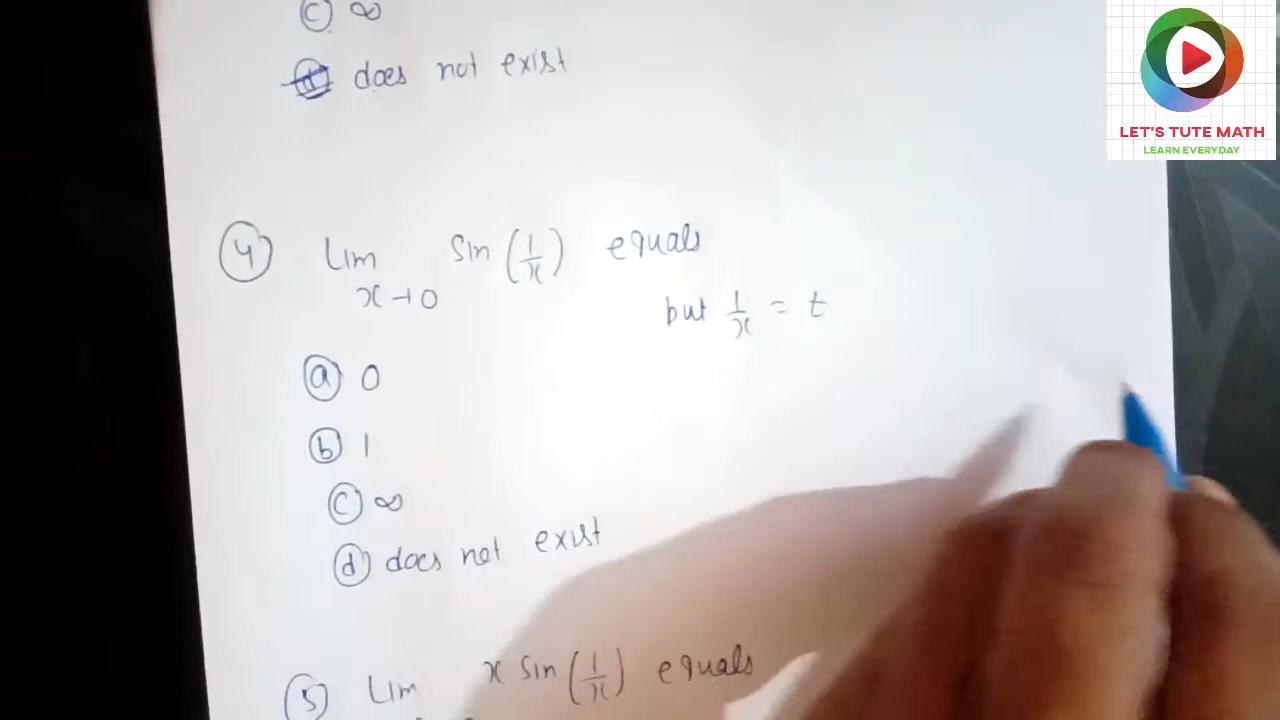 (c) ∞
(d) does not exist
LET'S TUTE MATH
LEARN EVERYDAY
(4) Lim x→0 Sin (1/x) equals
but 1/x = t
(a) 0
(b) 1
(c) ∞
(d) does not exist
(5) Lim x Sin (1/x) equals